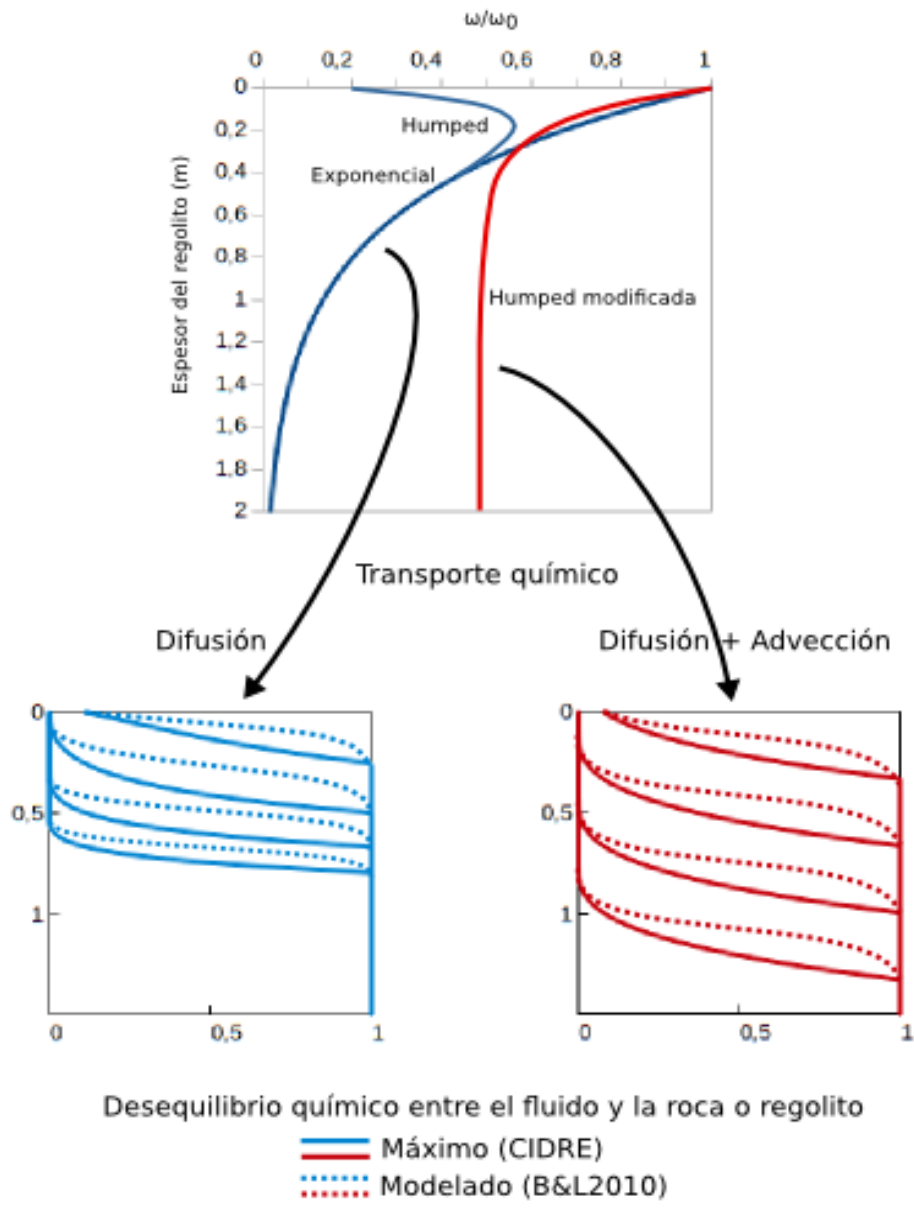 ω/ω0
0 0,2 0,4 0,6 0,8 1
0
0,2
0,4
0,6
0,8
1
1,2
1,4
1,6
1,8
2
Espesor del regolito (m)
Humped
Exponencial
Humped modificada
Transporte químico
Difusión
Difusión + Advección
0
0,5
1
0 0,5 1
0
0,5
1
0 0,5 1
Desequilibrio químico entre el fluido y la roca o regolito
Máximo (CIDRE)
Modelado (B&L2010)